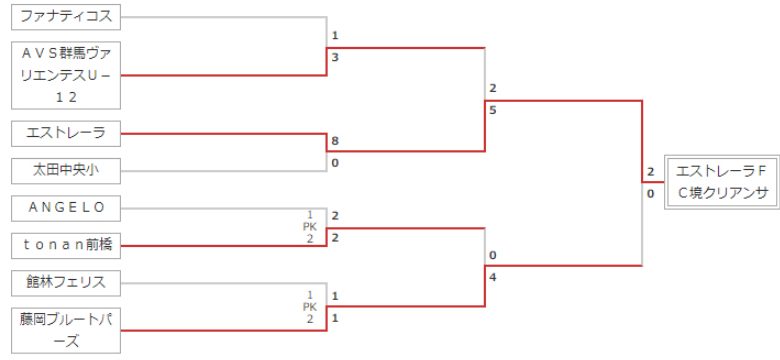 ファナティコス
1
3
ＡＶＳ群馬ヴァ
リエンテスＵ－
１２
2
5
エストレーラ
8
0
太田中央小
2
0
エストレーラＦ
Ｃ境クリアンサ
ＡＮＧＥＬＯ
1 2
PK
2 2
ｔｏｎａｎ前橋
0
4
館林フェリス
1 1
PK
2 1
藤岡ブルートパ
ーズ